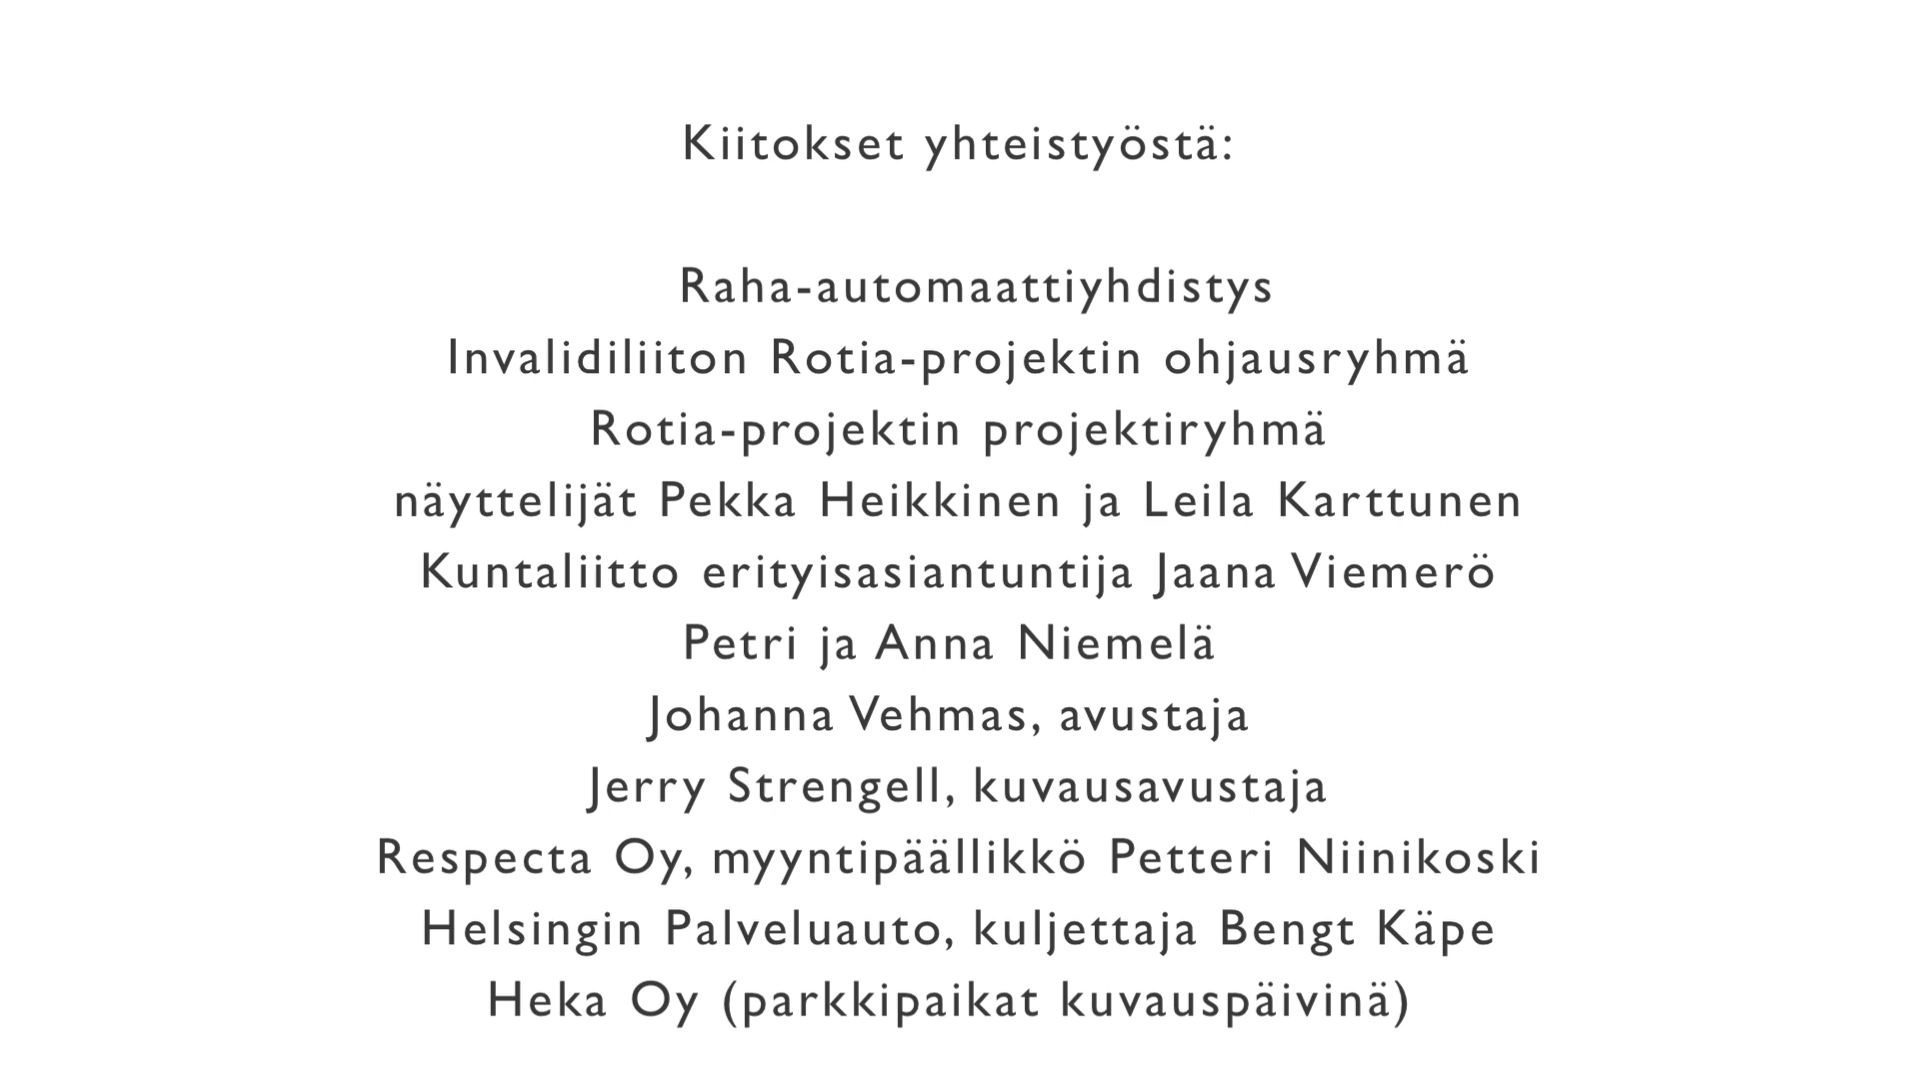 Kiitokset yhteistyöstä:
Raha-automaattiyhdistys
Invalidiliiton Rotia-projektin ohjausryhmä
Rotia-projektin projektiryhmä
näyttelijät Pekka Heikkinen ja Leila Karttunen
Kuntaliitto erityisasiantuntija Jaana Viemerö
Petri ja Anna Niemelä
Johanna Vehmas, avustaja
Jerry Strengell, kuvausavustaja
Respecta Oy, myyntipäällikkö Petteri Niinikoski
Helsingin Palveluauto, kuljettaja Bengt Käpe
Heka Oy (parkkipaikat kuvauspäivinä)